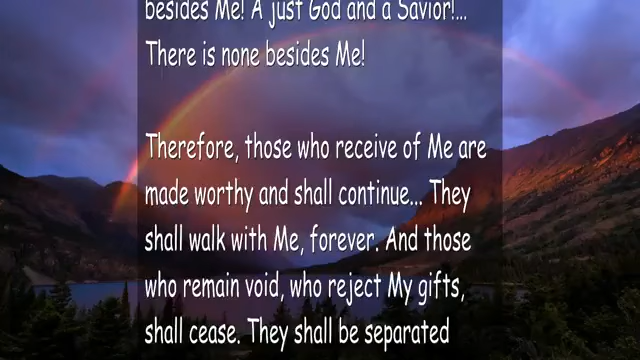 besides Me! A just God and a Savior!...
There is none besides Me!
Therefore, those who receive of Me are
made worthy and shall continue... They
shall walk with Me, forever. And those
who remain void, who reject My gifts,
shall cease. They shall be separated